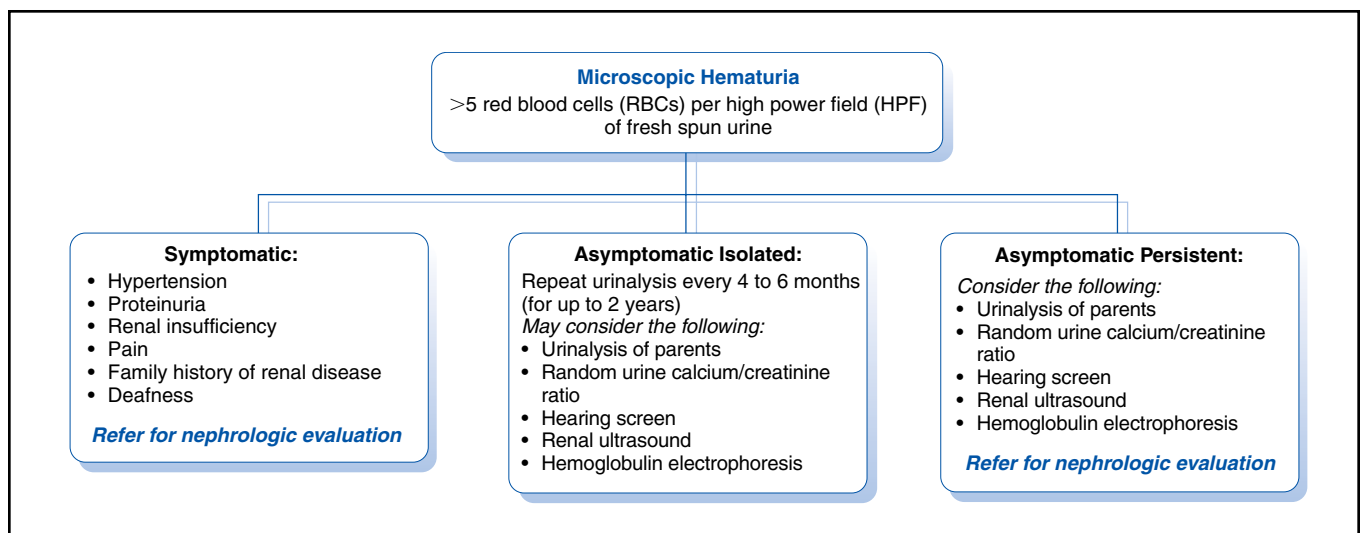 Microscopic Hematuria
>5 red blood cells (RBCs) per high power field (HPF)
of fresh spun urine
Symptomatic:
• Hypertension
• Proteinuria
• Renal insufficiency
• Pain
• Family history of renal disease
• Deafness
Refer for nephrologic evaluation
Asymptomatic Isolated:
Repeat urinalysis every 4 to 6 months
(for up to 2 years)
May consider the following:
• Urinalysis of parents
• Random urine calcium/creatinine
ratio
• Hearing screen
• Renal ultrasound
• Hemoglobulin electrophoresis
Asymptomatic Persistent:
Consider the following:
• Urinalysis of parents
• Random urine calcium/creatinine
ratio
• Hearing screen
• Renal ultrasound
• Hemoglobulin electrophoresis
Refer for nephrologic evaluation